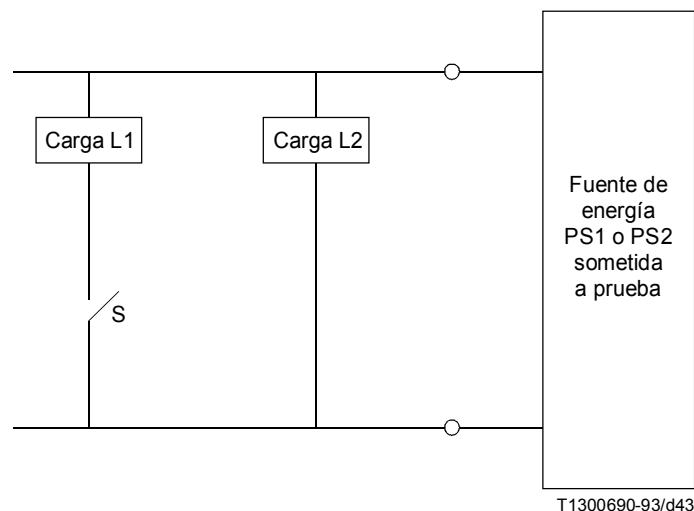 Carga L1
Carga L2
Fuente de
energía
PS1 o PS2
sometida
a prueba
S
T1300690-93/d43